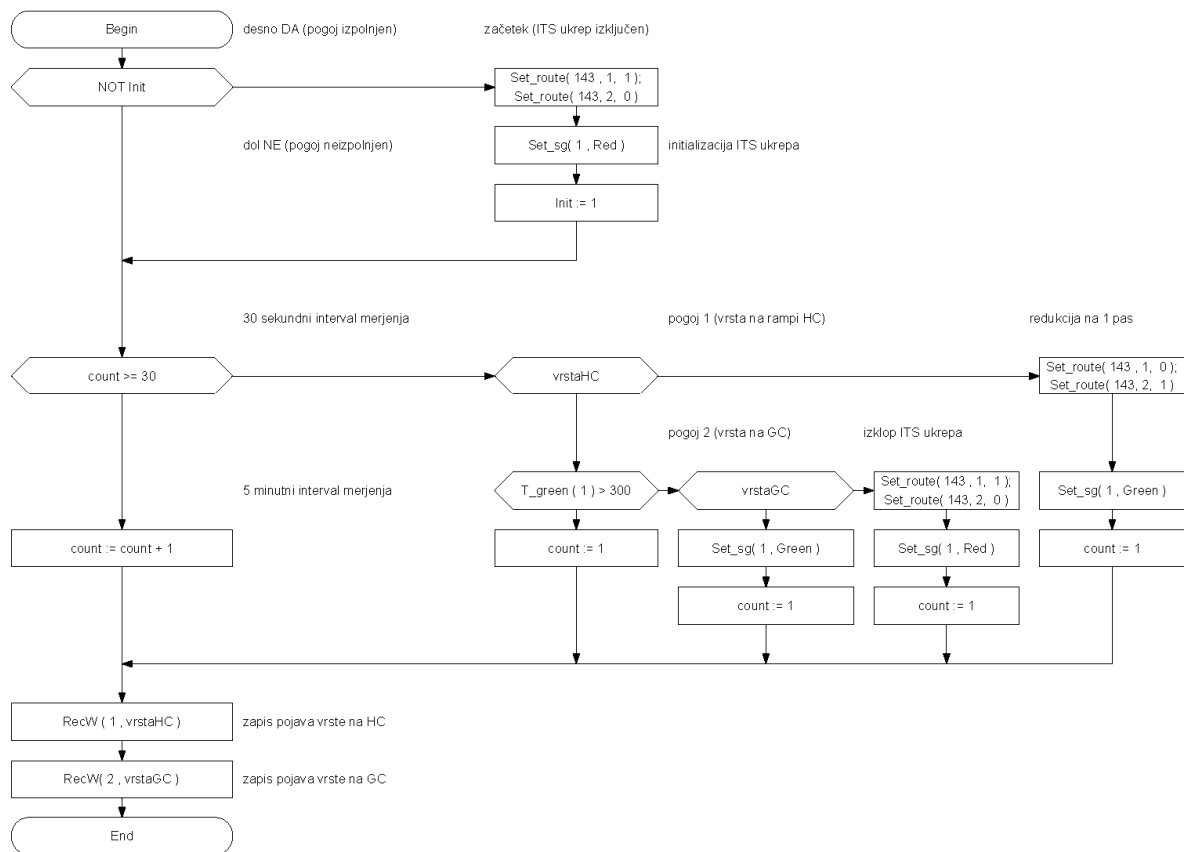 Begin
desno DA (pogoj izpolnjen)
začetek (ITS ukrep izključen)
NOT Init
Set_route( 143 , 1, 1 );
Set_route( 143, 2, 0 )
dol NE (pogoj neizpolnjen)
Set_sg( 1 , Red )
initializacija ITS ukrepa
Init := 1
30 sekundni interval merjenja
pogoj 1 (vrsta na rampi HC)
redukcija na 1 pas
count >= 30
vrstaHC
Set_route( 143 , 1, 0 );
Set_route( 143, 2, 1 )
pogoj 2 (vrsta na GC)
izklop ITS ukrepa
5 minutni interval merjenja
T_green ( 1 ) > 300
vrstaGC
Set_route( 143 , 1, 1 );
Set_route( 143, 2, 0 )
Set_sg( 1 , Green )
count := count + 1
count := 1
Set_sg( 1 , Green )
Set_sg( 1 , Red )
count := 1
count := 1
count := 1
RecW ( 1 , vrstaHC )
zapis pojava vrste na HC
RecW( 2 , vrstaGC )
zapis pojava vrste na GC
End